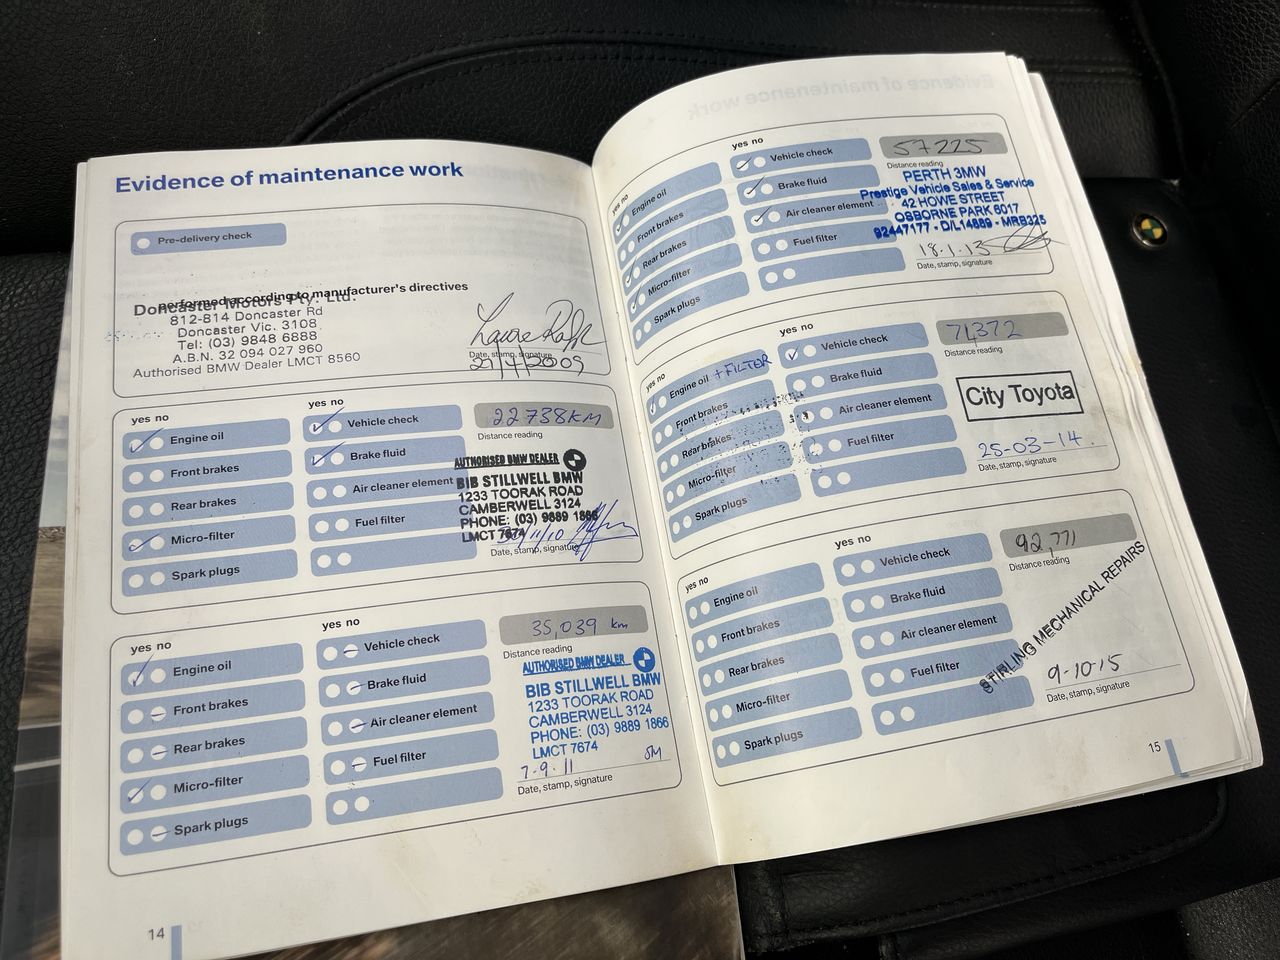 Evidence of maintenance work
Pre-delivery check
performed according to manufacturer's directives
Doncaster Motors Pty. Ltd.
812-814 Doncaster Rd
Doncaster Vic. 3108
Tel: (03) 9848 6888
A.B.N. 32 094 027 960
Authorised BMW Dealer LMCT 8560
Date, stamp, signature
21/4/2009
yes no
Engine oil
Front brakes
Rear brakes
Micro-filter
Spark plugs
yes no
Vehicle check
Brake fluid
Air cleaner element
Fuel filter
22738KM
Distance reading
AUTHORISED BMW DEALER
BIB STILLWELL BMW
1233 TOORAK ROAD
CAMBERWELL 3124
PHONE: (03) 9889 1866
LMCT 7674
/11/10
Date, stamp, signature
yes no
Engine oil
Front brakes
Rear brakes
Micro-filter
Spark plugs
yes no
Vehicle check
Brake fluid
Air cleaner element
Fuel filter
35,039 km
Distance reading
AUTHORISED BMW DEALER
BIB STILLWELL BMW
1233 TOORAK ROAD
CAMBERWELL 3124
PHONE: (03) 9889 1866
LMCT 7674
7.9.11
Date, stamp, signature
14
yes no
Engine oil
Front brakes
Rear brakes
Micro-filter
Spark plugs
yes no
Vehicle check
Brake fluid
Air cleaner element
Fuel filter
57225
Distance reading
PERTH 3MW
Prestige Vehicle Sales & Service
42 HOWE STREET
OSBORNE PARK 6017
92447177 - D/L14889 - MRB325
18.1.13
Date, stamp, signature
yes no
Engine oil + FILTER
Front brakes
Rear brakes
Micro-filter
Spark plugs
yes no
Vehicle check
Brake fluid
Air cleaner element
Fuel filter
71372
Distance reading
City Toyota
25-03-14.
Date, stamp, signature
yes no
Engine oil
Front brakes
Rear brakes
Micro-filter
Spark plugs
yes no
Vehicle check
Brake fluid
Air cleaner element
Fuel filter
92,771
Distance reading
STIRLING MECHANICAL REPAIRS
9-10-15
Date, stamp, signature
15